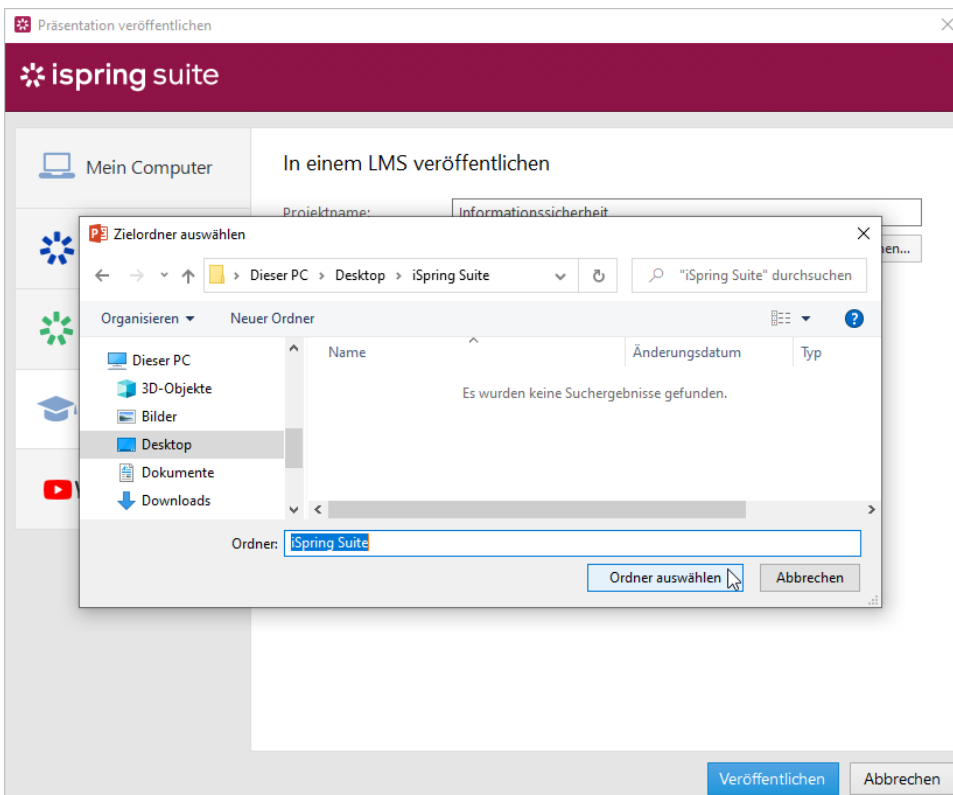 Präsentation veröffentlichen
ispring suite
Mein Computer
In einem LMS veröffentlichen
Projektname: Informationssicherheit
Zielordner auswählen
Dieser PC > Desktop > iSpring Suite
"iSpring Suite" durchsuchen
Organisieren
Neuer Ordner
?
Dieser PC
3D-Objekte
Bilder
Desktop
Dokumente
Downloads
Name Änderungsdatum Typ
Es wurden keine Suchergebnisse gefunden.
Ordner: iSpring Suite
Ordner auswählen Abbrechen
Veröffentlichen Abbrechen